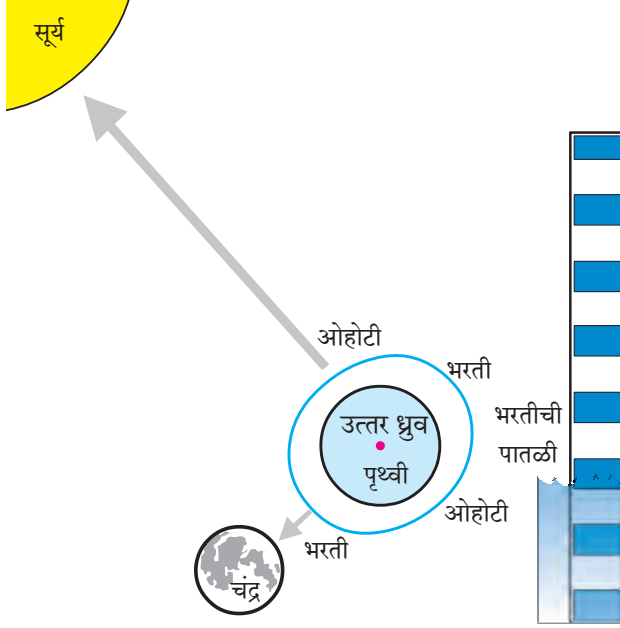 सूर्य
ओहोटी
भरती
भरतीची
पातळी
उत्तर ध्रुव
पृथ्वी
ओहोटी
भरती
चंद्र